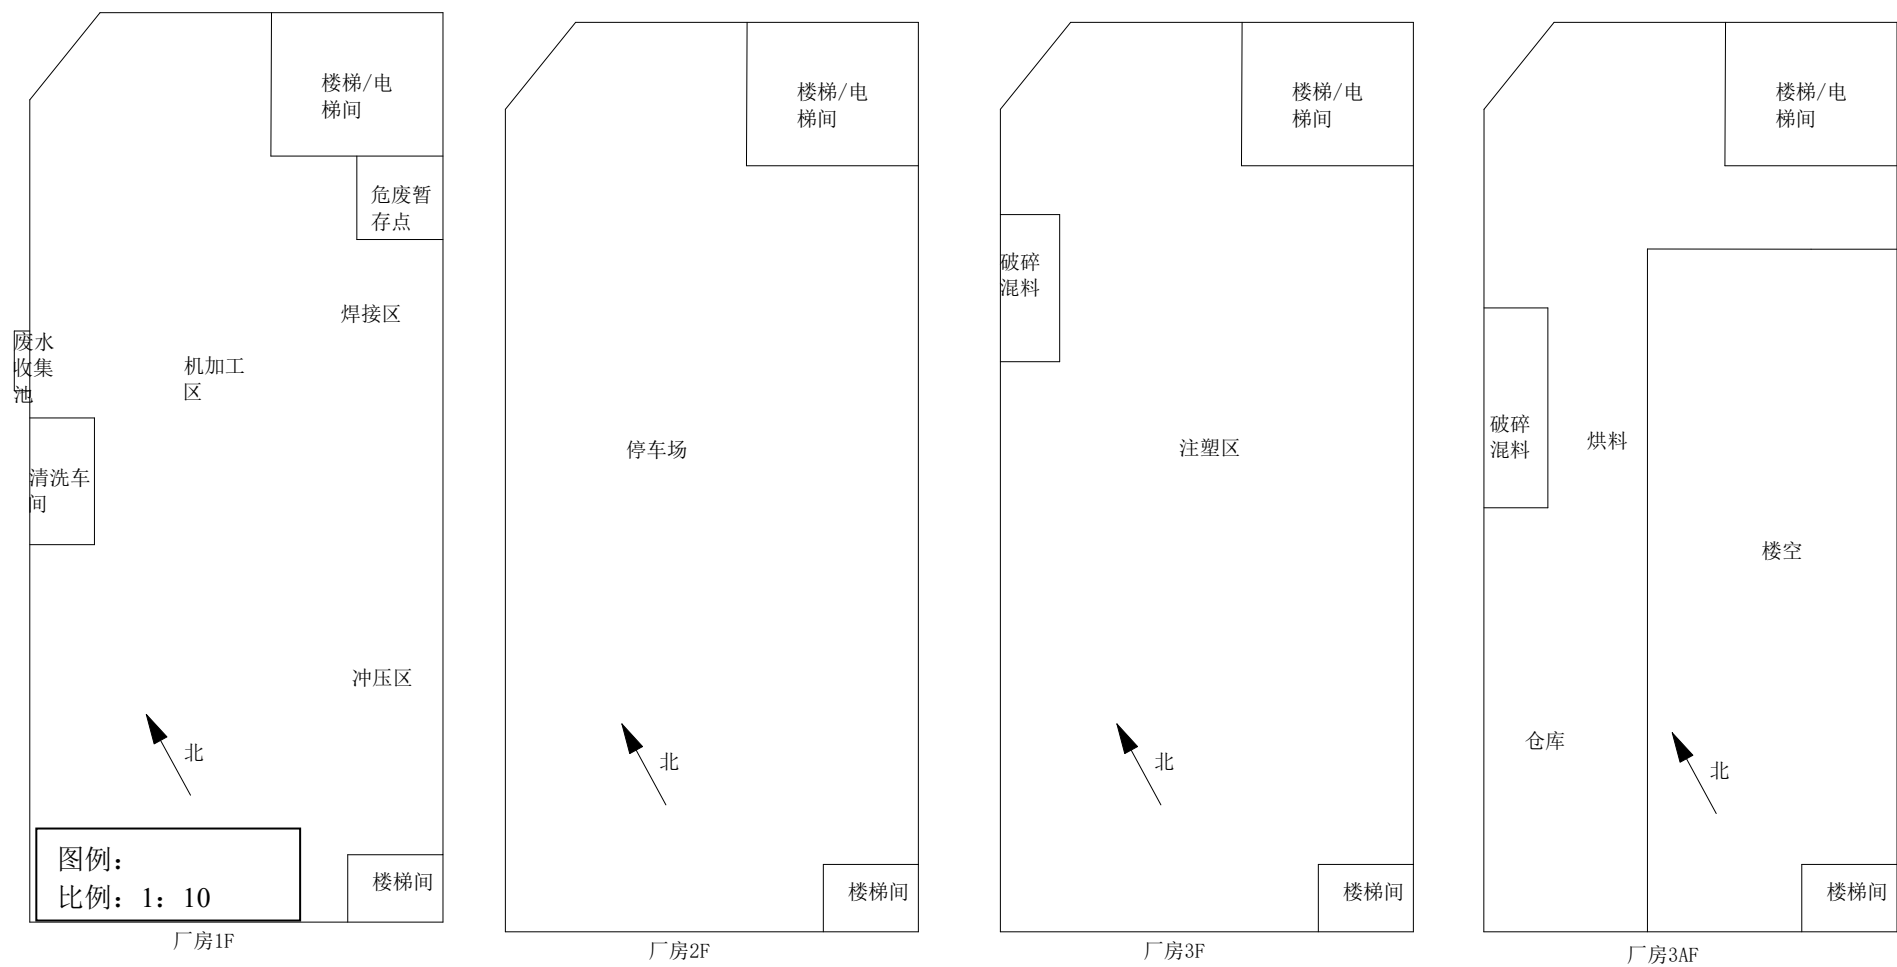 楼梯/电
梯间
危废暂
存点
焊接区
废水
收集
池
机加工
区
清洗车
间
冲压区
北
图例：
比例：1：10
楼梯间
厂房1F
楼梯/电
梯间
停车场
北
楼梯间
厂房2F
楼梯/电
梯间
破碎
混料
注塑区
北
楼梯间
厂房3F
楼梯/电
梯间
破碎
混料
烘料
楼空
仓库
北
楼梯间
厂房3AF